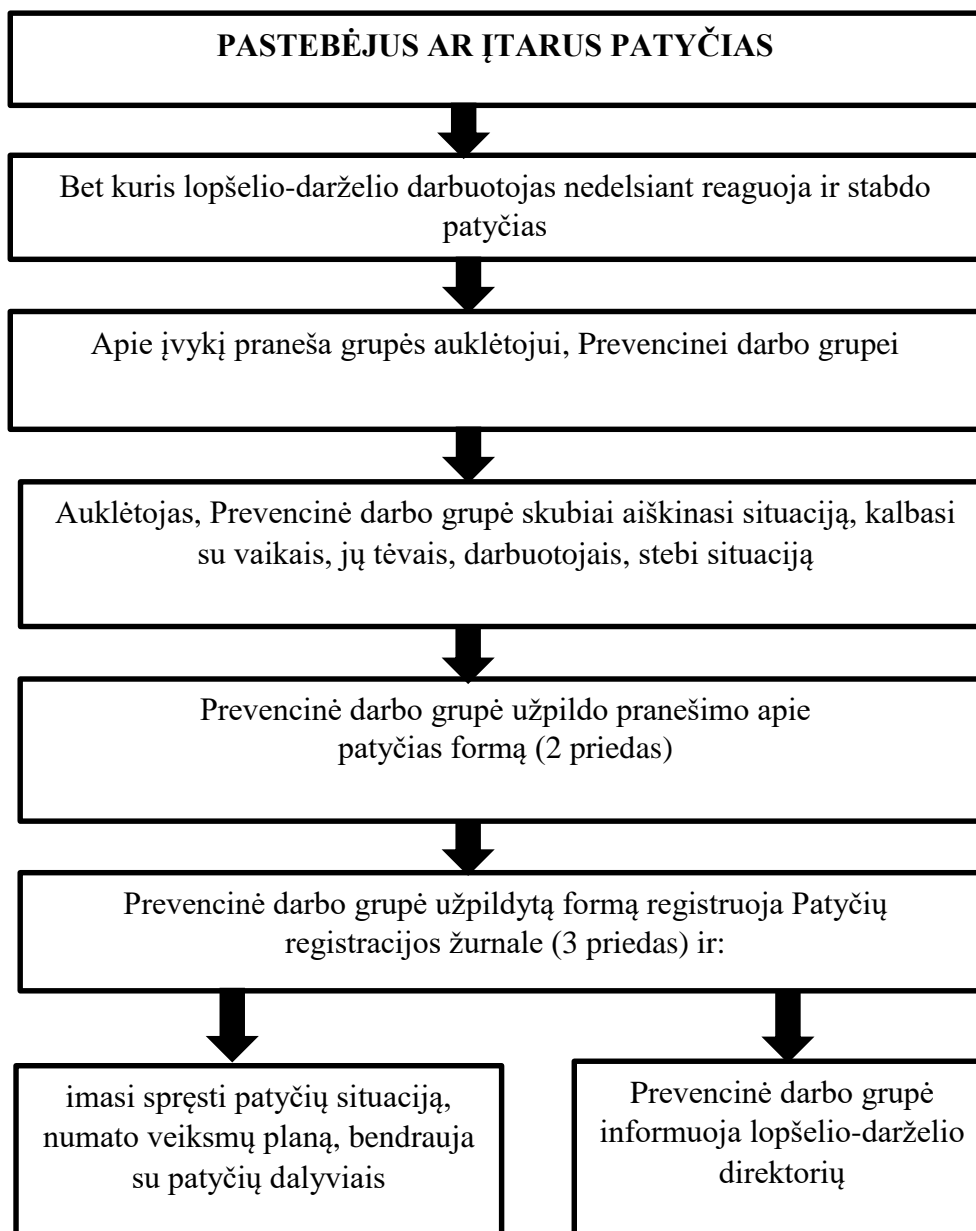 PASTEBĖJUS AR ĮTARUS PATYČIAS
Bet kuris lopšelio-darželio darbuotojas nedelsiant reaguoja ir stabdo
patyčias
Apie įvykį praneša grupės auklėtojui, Prevencinei darbo grupei
Auklėtojas, Prevencinė darbo grupė skubiai aiškinasi situaciją, kalbasi
su vaikais, jų tėvais, darbuotojais, stebi situaciją
Prevencinė darbo grupė užpildo pranešimo apie
patyčias formą (2 priedas)
Prevencinė darbo grupė užpildytą formą registruoja Patyčių
registracijos žurnale (3 priedas) ir:
imasi spręsti patyčių situaciją,
numato veiksmų planą, bendrauja
su patyčių dalyviais
Prevencinė darbo grupė
informuoja lopšelio-darželio
direktorių